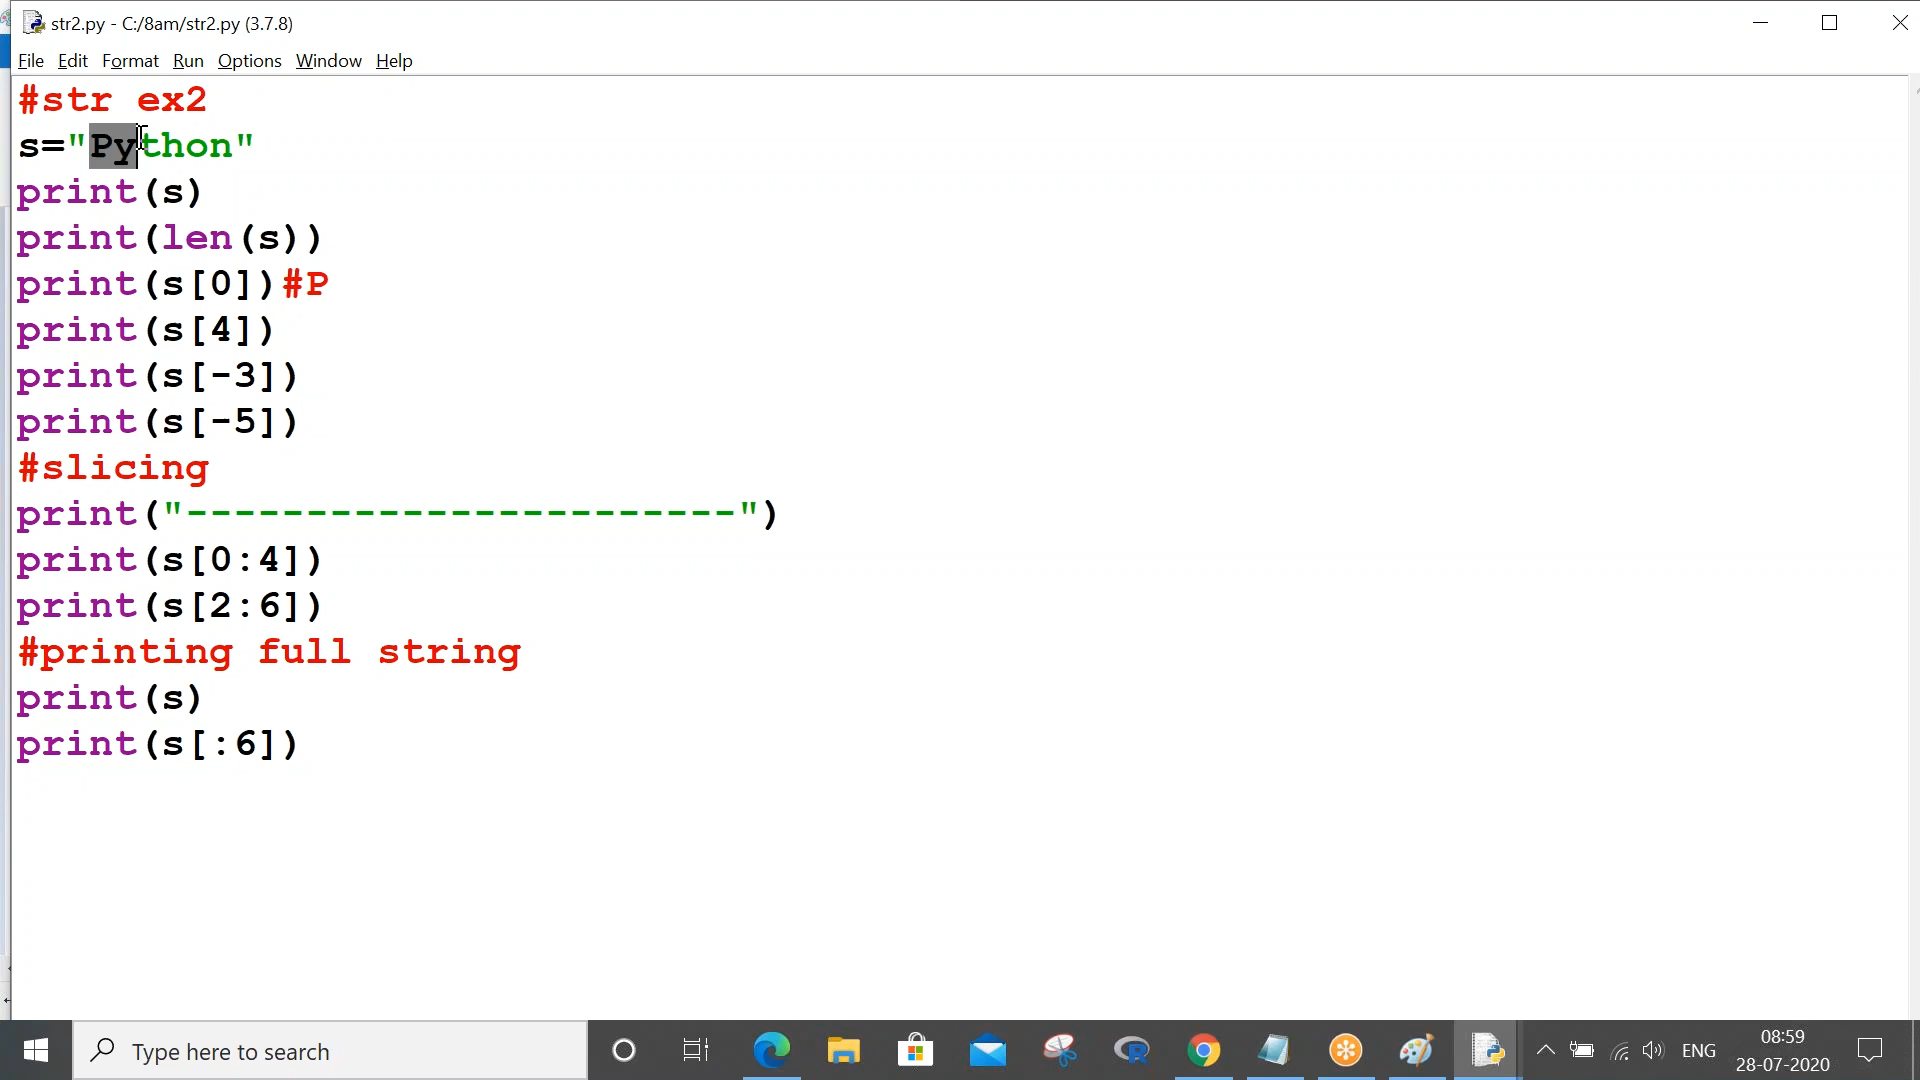 str2.py - C:/8am/str2.py (3.7.8)
File Edit Format Run Options Window Help
#str ex2
s="Python"
print(s)
print(len(s))
print(s[0])#P
print(s[4])
print(s[-3])
print(s[-5])
#slicing
print("-----------------------")
print(s[0:4])
print(s[2:6])
#printing full string
print(s)
print(s[:6])
Type here to search
R
ENG
08:59
28-07-2020